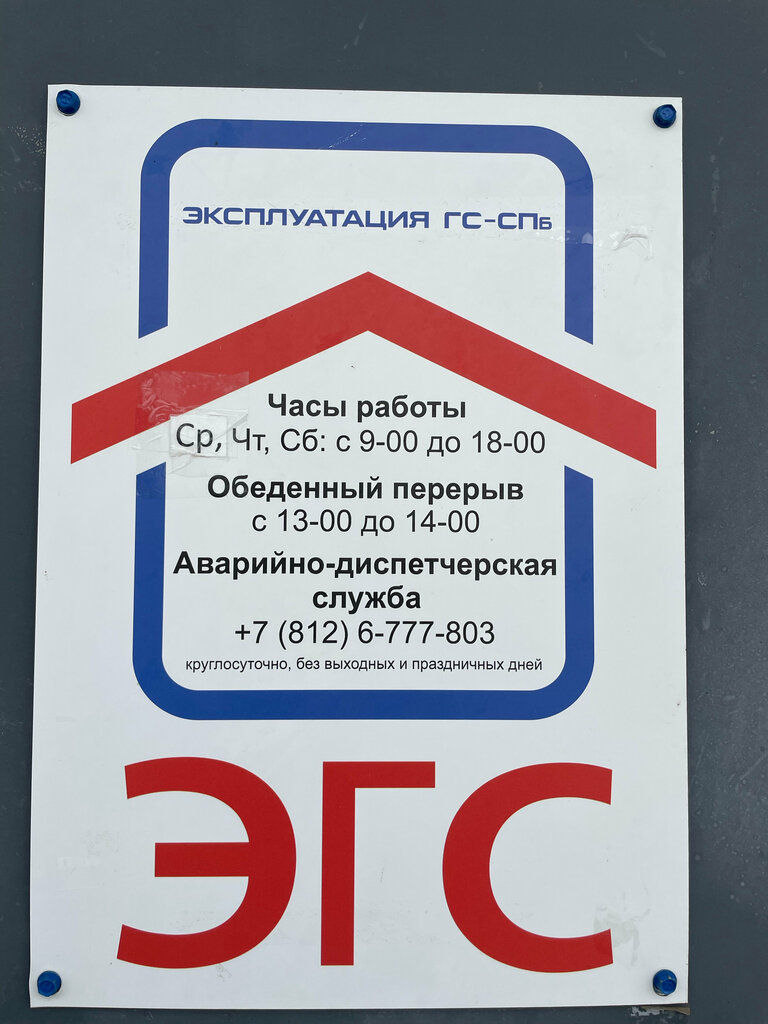 ЭКСПЛУАТАЦИЯ ГС-СПб
Часы работы
Ср, Чт, Сб: с 9-00 до 18-00
Обеденный перерыв
с 13-00 до 14-00
Аварийно-диспетчерская
служба
+7 (812) 6-777-803
круглосуточно, без выходных и праздничных дней
ЭГС